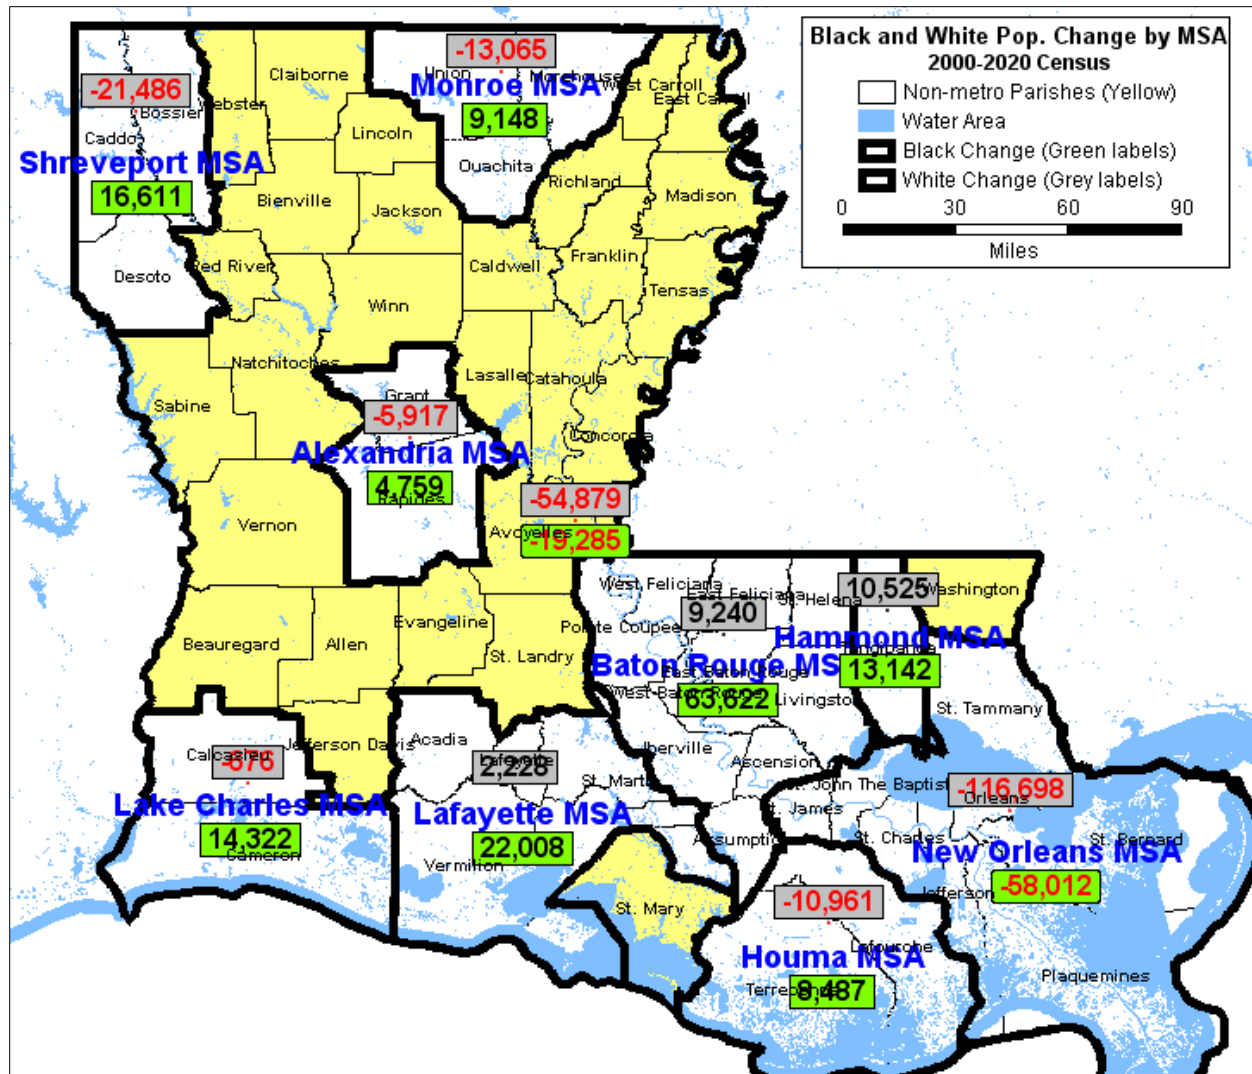 Black and White Pop. Change by MSA
2000-2020 Census
Non-metro Parishes (Yellow)
Water Area
Black Change (Green labels)
White Change (Grey labels)
0 30 60 90
Miles
-21,486
Bossier
Webster
Caddo
Shreveport MSA
16,611
Desoto
Claiborne
Lincoln
Bienville
Jackson
Red River
-13,065
Union
Morehouse
Monroe MSA
9,148
Ouachita
West Carroll
East Carroll
Richland
Madison
Franklin
Caldwell
Tensas
Winn
Natchitoches
Sabine
Grant
-5,917
Alexandria MSA
4,759
Rapides
Lasalle
Catahoula
Concordia
Vernon
-54,879
Avoyelles
-19,285
Beauregard
Allen
Evangeline
St. Landry
West Feliciana
East Feliciana
St. Helena
9,240
Pointe Coupee
Baton Rouge MS
East Baton Rouge
West Baton Rouge
63,622
Livingston
Iberville
Ascension
10,525
Washington
Hammond MSA
13,142
St. Tammany
Calcasieu
-676
Jefferson Davis
Lake Charles MSA
14,322
Cameron
Acadia
Lafayette
2,228
St. Martin
Lafayette MSA
22,008
Vermilion
St. Mary
Assumption
St. John The Baptist
St. James
St. Charles
-116,698
Orleans
St. Bernard
New Orleans MSA
Jefferson
-58,012
Plaquemines
-10,961
Lafourche
Houma MSA
Terrebonne
8,487